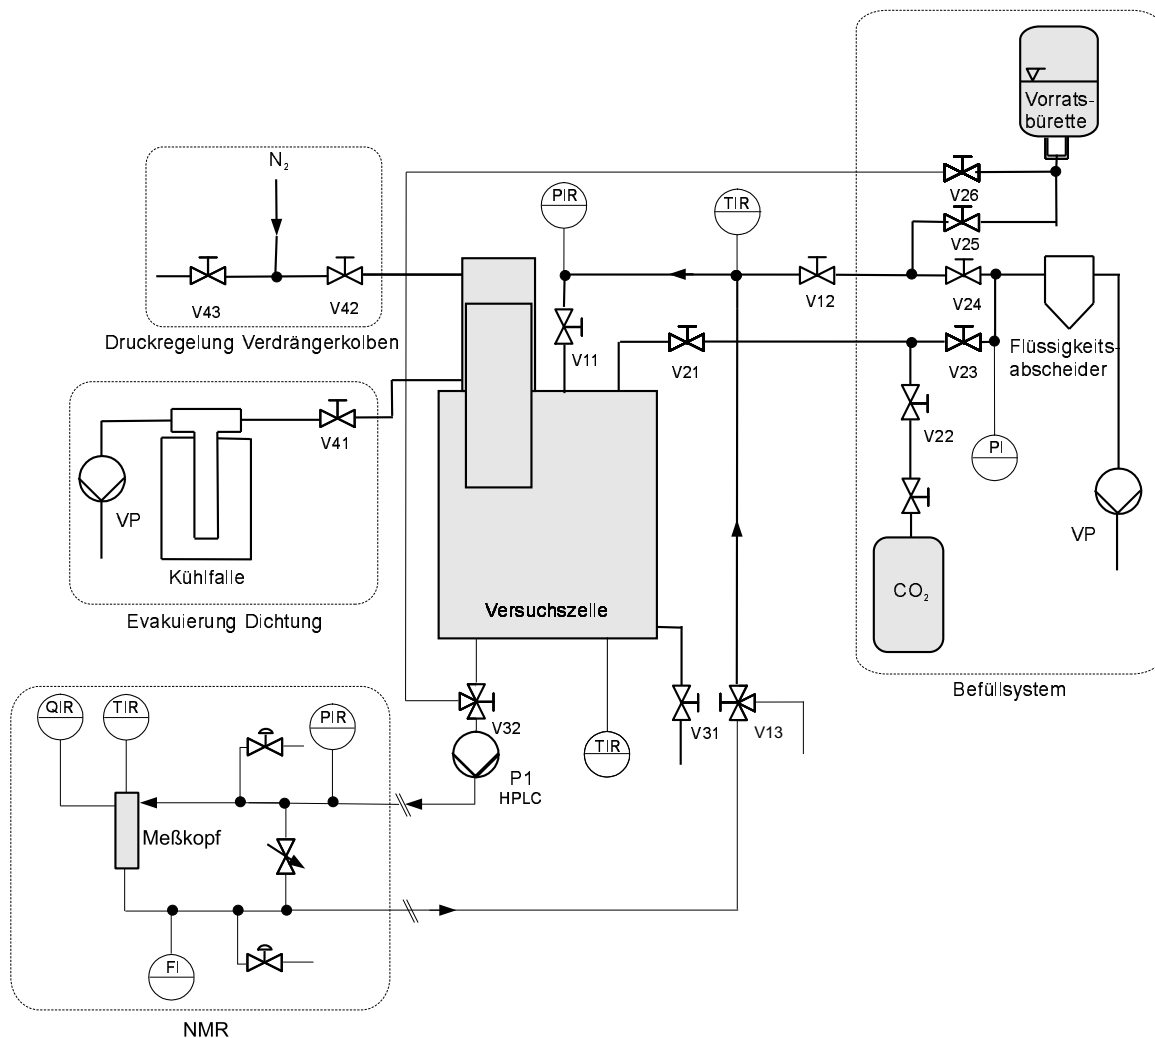 Vorrats-
bürette
N2
V26
PIR
TIR
V25
V43
V42
V12
V24
Druckregelung Verdrängerkolben
V11
V21
V23
Flüssigkeits-
abscheider
V41
V22
PI
VP
VP
Kühlfalle
CO2
Versuchszelle
Evakuierung Dichtung
Befüllsystem
QIR
TIR
PIR
V32
V31
V13
TIR
P1
HPLC
Meßkopf
FI
NMR